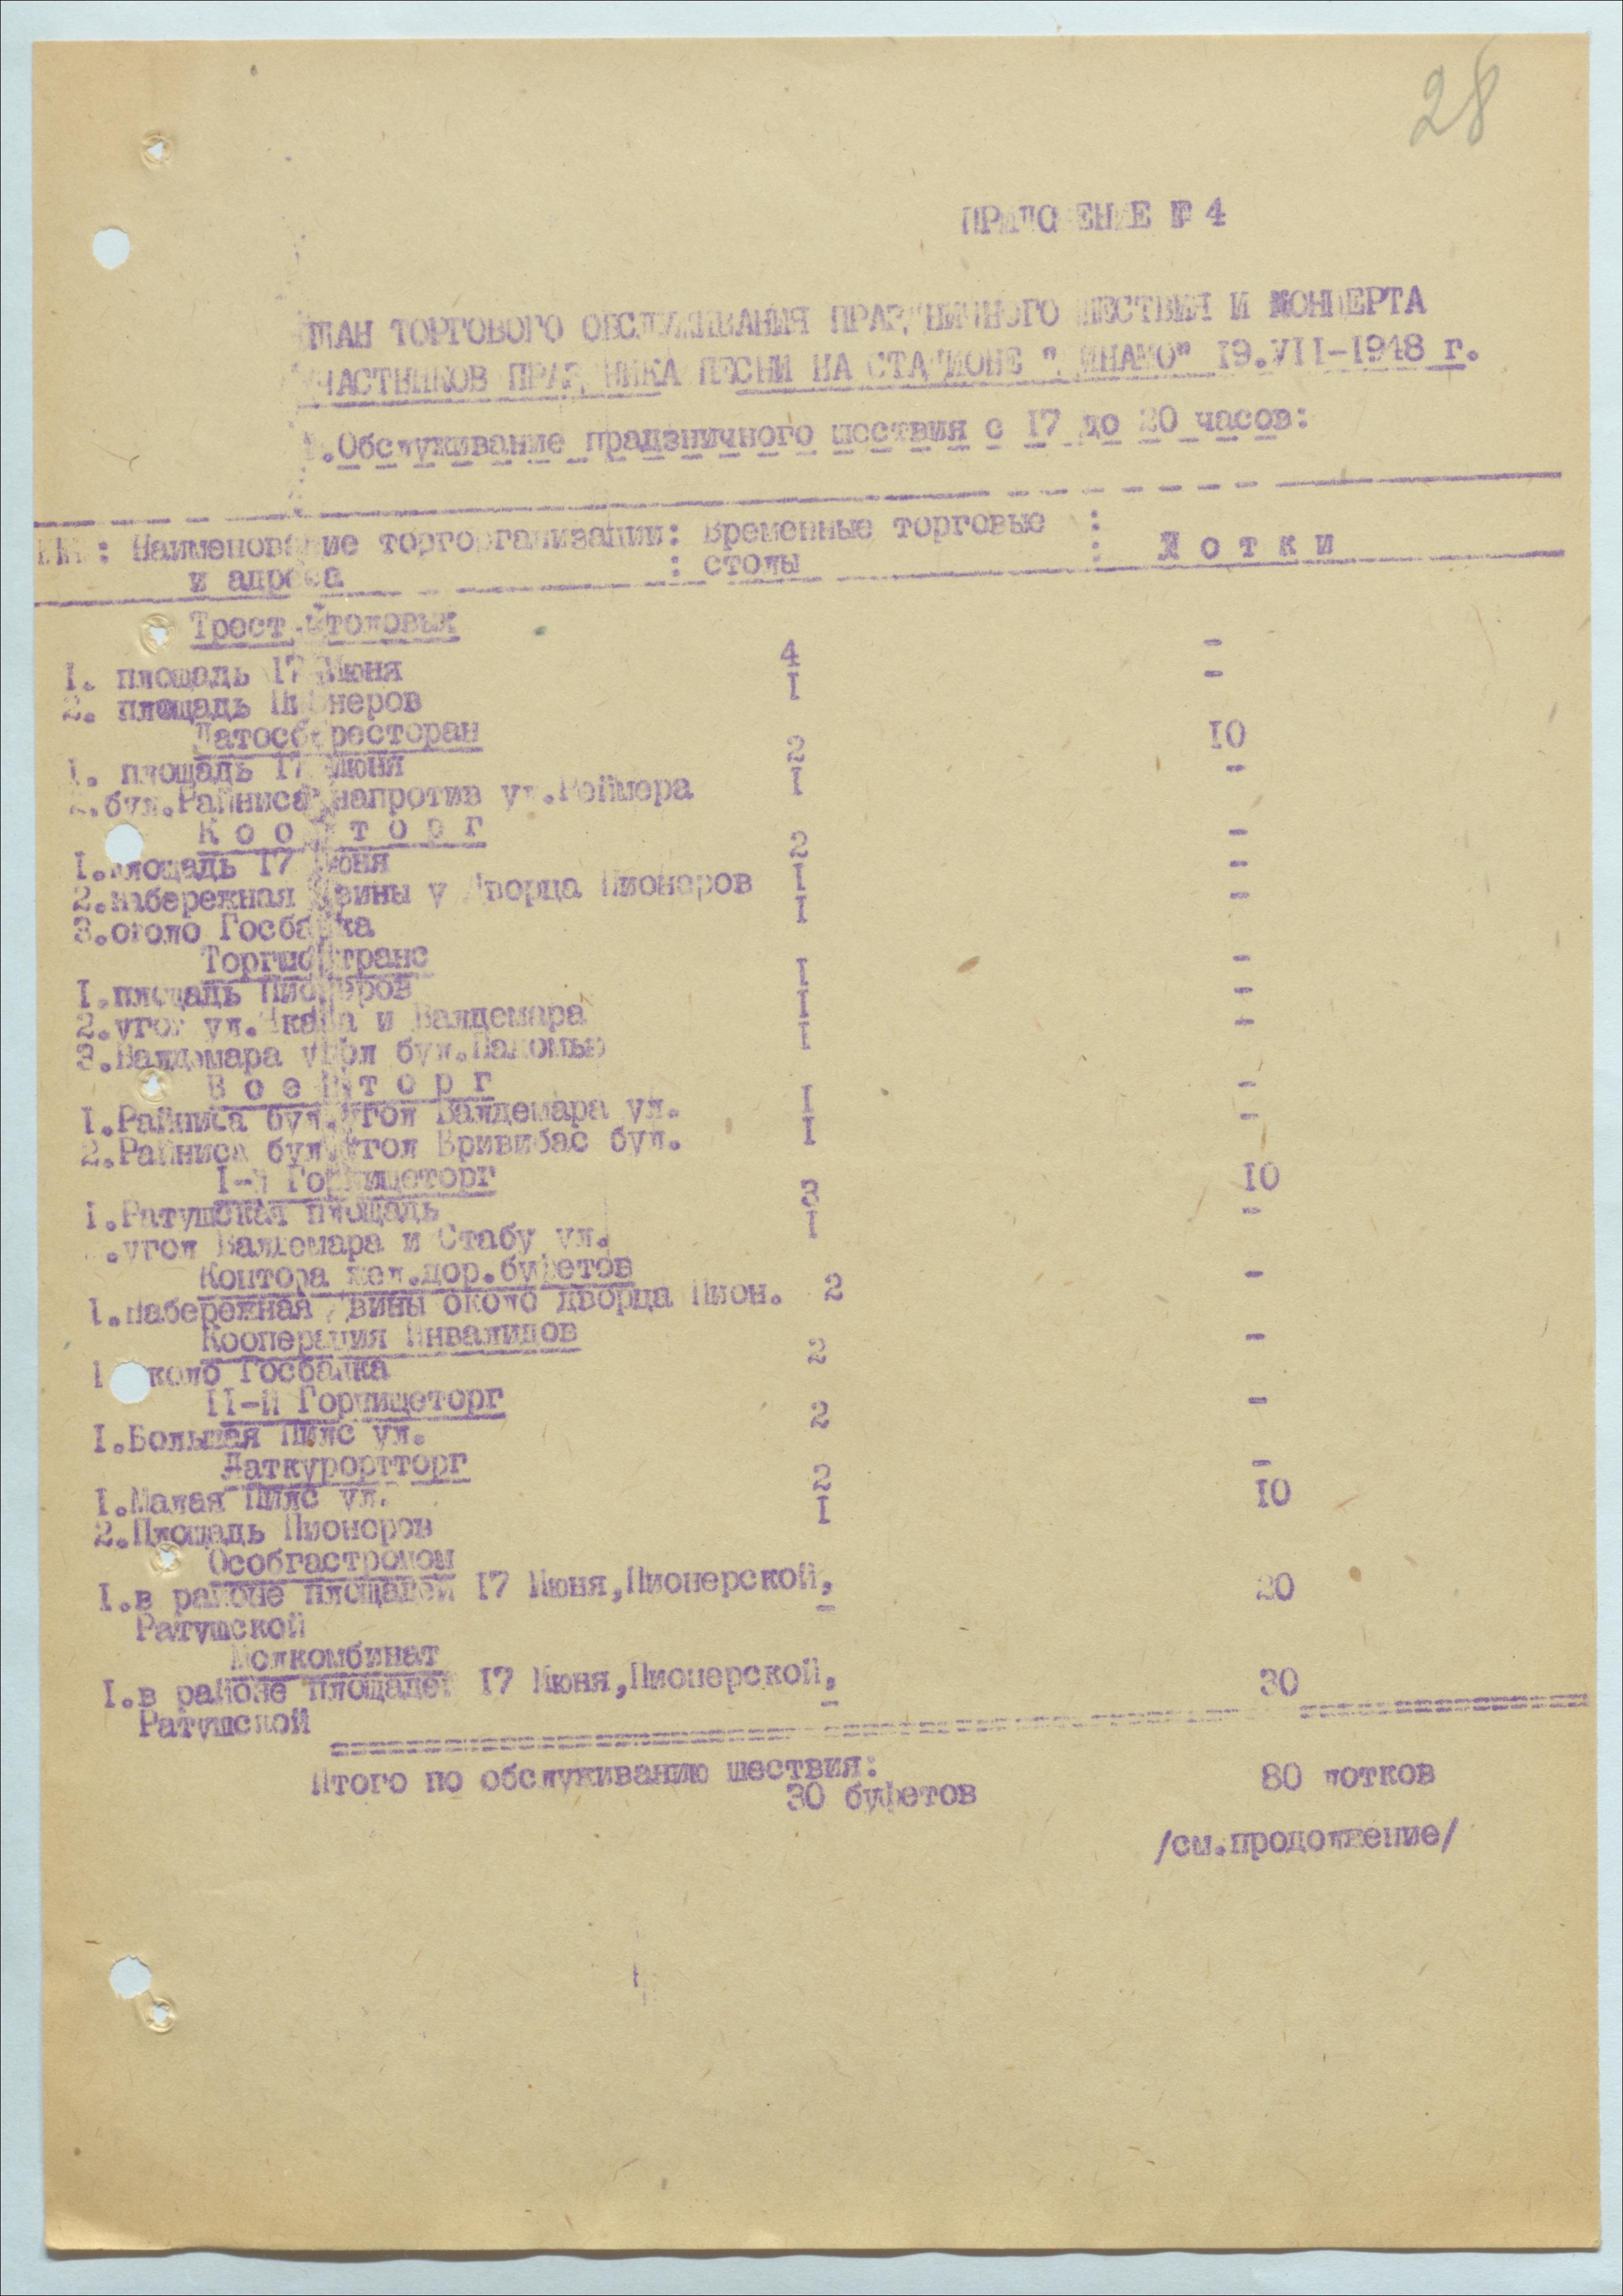 28
ПРИЛОЖЕНИЕ № 4
ПЛАН ТОРГОВОГО ОБСЛУЖИВАНИЯ ПРАЗДНИЧНОГО ШЕСТВИЯ И КОНЦЕРТА
УЧАСТНИКОВ ПРАЗДНИКА ПЕСНИ НА СТАДИОНЕ "ДИНАМО" 19.VII-1948 г.
1.Обслуживание праздничного шествия с 17 до 20 часов:
: Наименование торгорганизации: Временные торговые :
и адреса : столы : Л о т к и
Трест Столовых
1. площадь 17 Июня 4 -
2. площадь Пионеров 1 -
Латособресторан
1. площадь 17 Июня 2 10
2.бул.Райниса напротив ул.Реймера 1 -
К о о п т о р г
1.площадь 17 Июня 2 -
2.набережная Двины у Дворца Пионеров 1 -
3.около Госбанка 1 -
Торгмортранс
1.площадь Пионеров 1 -
2.угол ул. и Валдемара 1 -
3.Валдемара угол бул. 1 -
В о е н т о р г
1.Райниса бул.угол Валдемара ул. 1 -
2.Райниса бул.угол Бривибас бул. 1 -
I-й Горпищеторг
1.Ратушская площадь 3 10
2.угол Валдемара и Стабу ул. 1 -
Контора жел.дор.буфетов
1.Набережная Двины около дворца Пион. 2 -
Кооперация Инвалидов
1.около Госбанка 2 -
II-й Горпищеторг
1.Большая Пилс ул. 2 -
Латкурортторг
1.Малая Пилс ул. 2 -
2.Площадь Пионеров 1 10
Особгастроном
1.в районе площадей 17 Июня,Пионерской, - 20
Ратушской
Молкомбинат
1.в районе площадей 17 Июня,Пионерской, - 30
Ратушской
Итого по обслуживанию шествия:
30 буфетов 80 лотков
/см.продолжение/